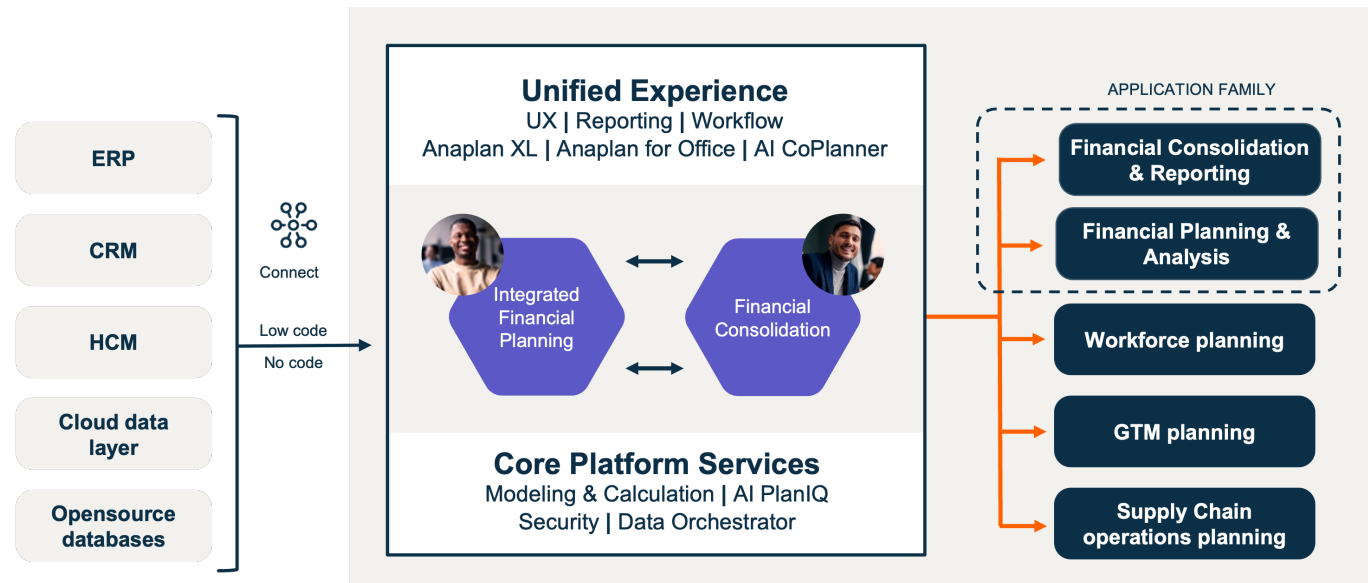 ERP
CRM
HCM
Cloud data
layer
Opensource
databases
Connect
Low code
No code
Unified Experience
UX | Reporting | Workflow
Anaplan XL | Anaplan for Office | AI CoPlanner
Integrated
Financial
Planning
Financial
Consolidation
Core Platform Services
Modeling & Calculation | AI PlanIQ
Security | Data Orchestrator
APPLICATION FAMILY
Financial Consolidation
& Reporting
Financial Planning &
Analysis
Workforce planning
GTM planning
Supply Chain
operations planning